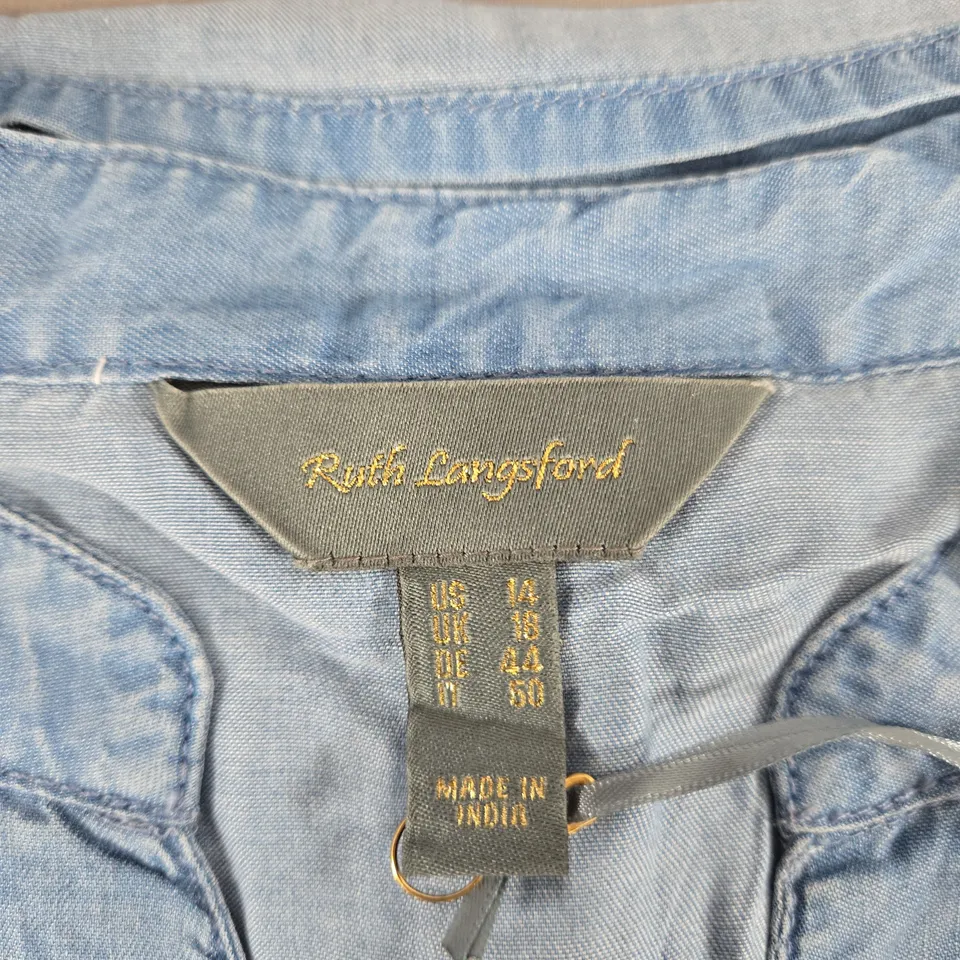 Ruth Langsford
US 14
UK 18
DE 44
IT 50
MADE IN
INDIA